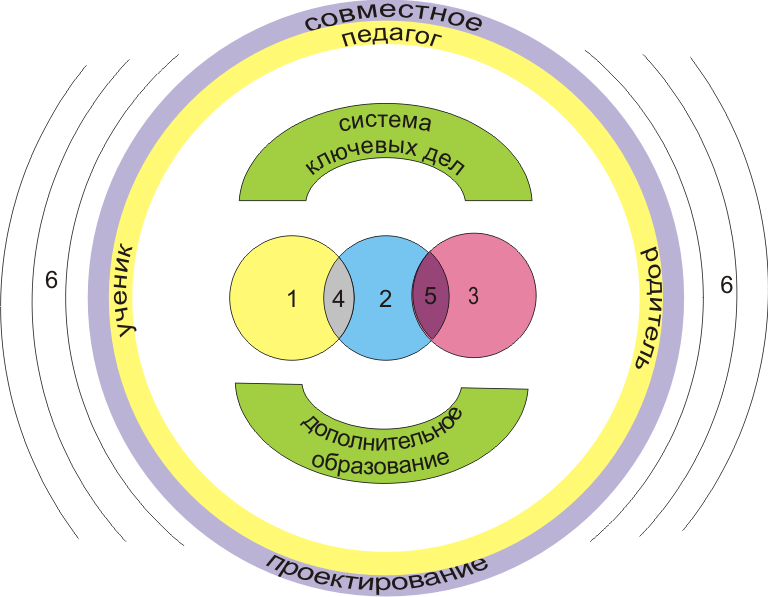 совместное
педагог
система
ключевых дел
ученик
родитель
6
1
4
2
5
3
6
дополнительное
образование
проектирование